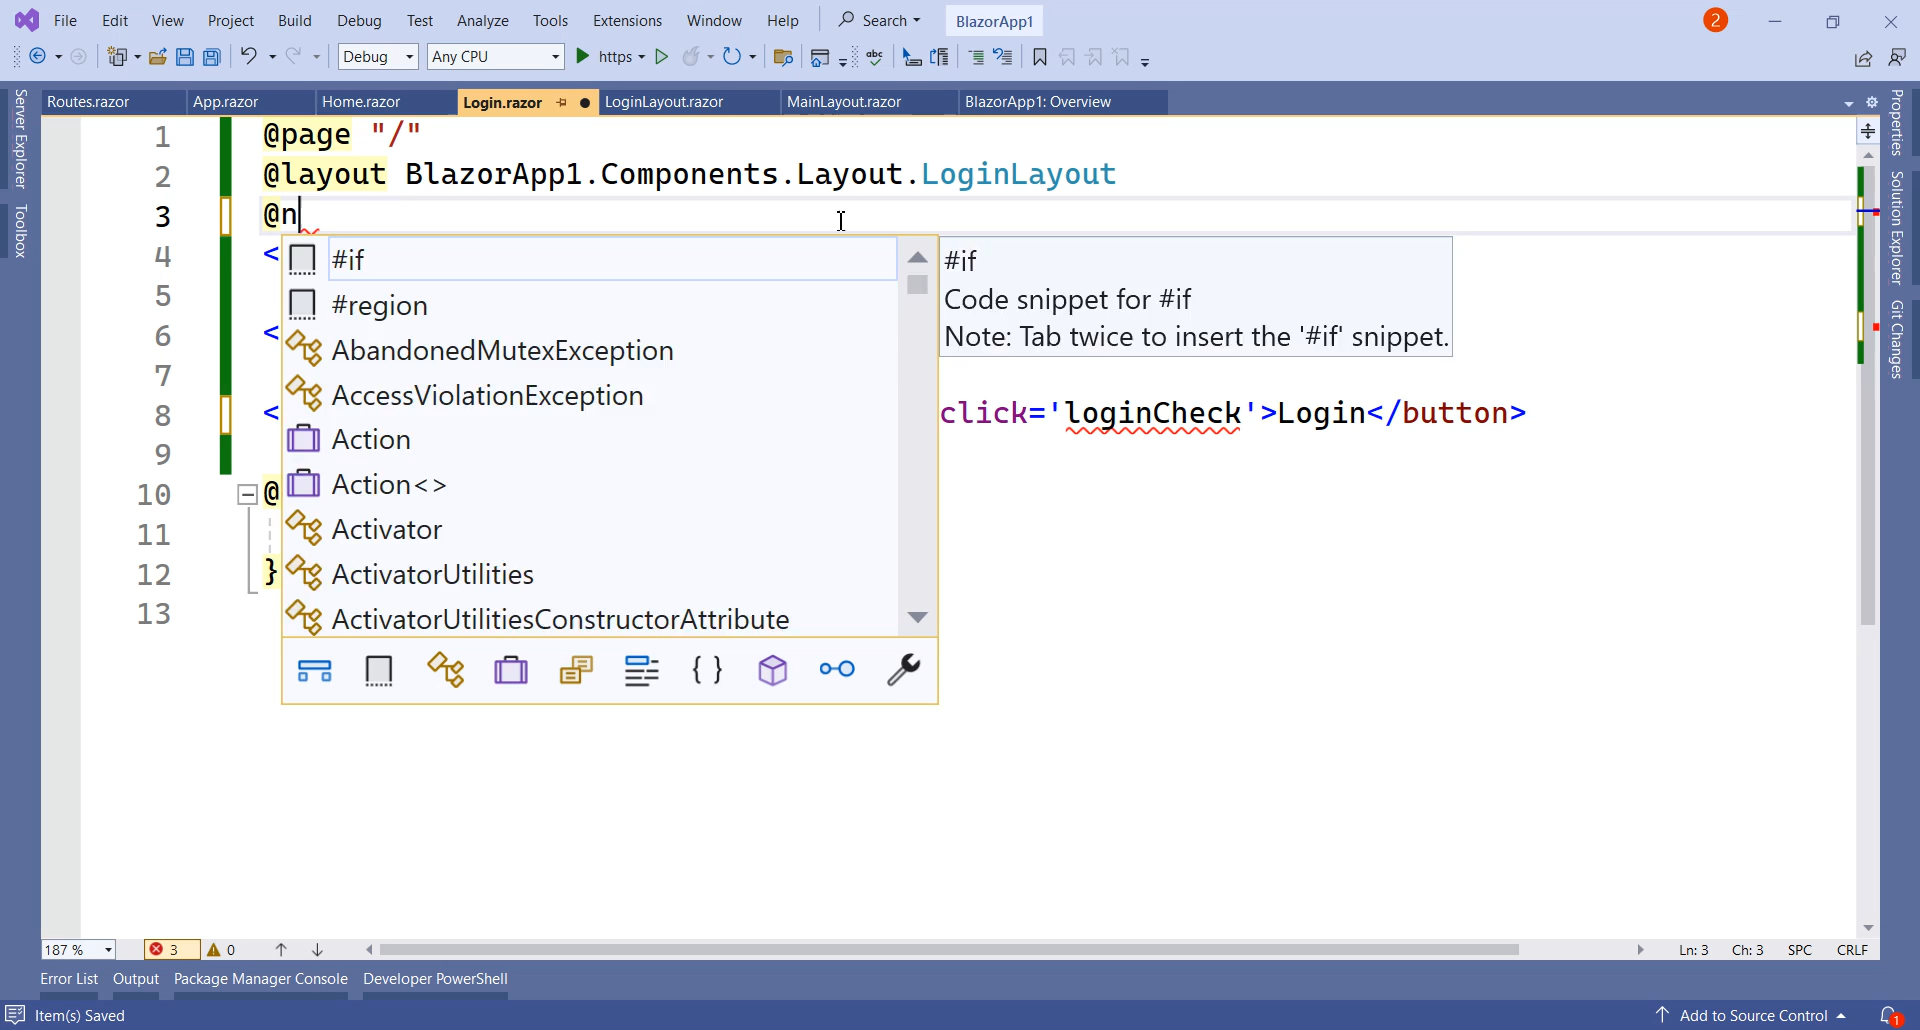 File Edit View Project Build Debug Test Analyze Tools Extensions Window Help Search BlazorApp1 2
Debug Any CPU https abc
Routes.razor App.razor Home.razor Login.razor LoginLayout.razor MainLayout.razor BlazorApp1: Overview
Server Explorer
Toolbox
Properties
Solution Explorer
Git Changes
1 @page "/"
2 @layout BlazorApp1.Components.Layout.LoginLayout
3 @n
4 <
5
6 <
7
8 < click='loginCheck'>Login</button>
9
10 @
11
12 }
13
#if
#region
AbandonedMutexException
AccessViolationException
Action
Action<>
Activator
ActivatorUtilities
ActivatorUtilitiesConstructorAttribute
{ }
#if
Code snippet for #if
Note: Tab twice to insert the '#if' snippet.
187 % 3 0 Ln: 3 Ch: 3 SPC CRLF
Error List Output Package Manager Console Developer PowerShell
Item(s) Saved Add to Source Control 1